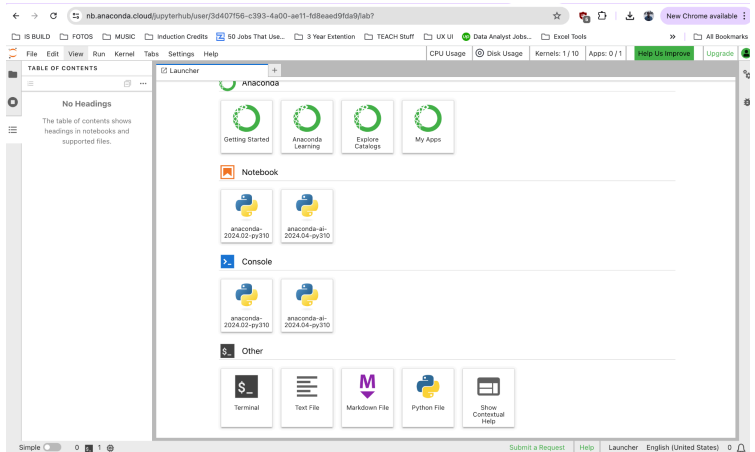 nb.anaconda.cloud/jupyterhub/user/3d407f56-c393-4a00-ae11-fd8eaed9fda9/lab?
New Chrome available
IS BUILD FOTOS MUSIC Induction Credits 50 Jobs That Use... 3 Year Extention TEACH Stuff UX UI Data Analyst Jobs... Excel Tools » All Bookmarks
File Edit View Run Kernel Tabs Settings Help CPU Usage Disk Usage Kernels: 1 / 10 Apps: 0 / 1 Help Us Improve Upgrade
TABLE OF CONTENTS
Launcher
No Headings
The table of contents shows
headings in notebooks and
supported files.
Anaconda
Getting Started
Anaconda
Learning
Explore
Catalogs
My Apps
Notebook
anaconda-
2024.02-py310
anaconda-ai-
2024.04-py310
Console
anaconda-
2024.02-py310
anaconda-ai-
2024.04-py310
$_ Other
$_
Terminal
Text File
M
Markdown File
Python File
Show
Contextual
Help
Simple 0 $_ 1 Submit a Request Help Launcher English (United States) 0